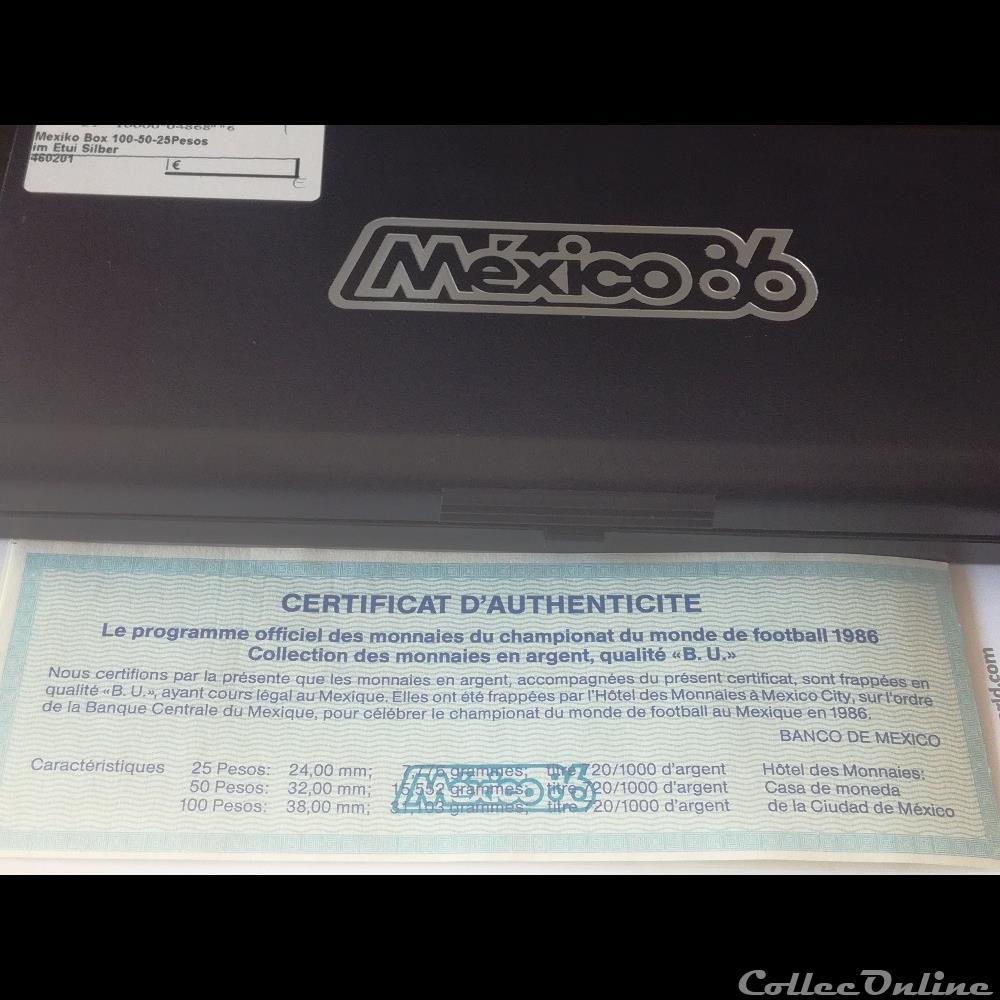 Mexiko Box 100-50-25Pesos
im Etui Silber
460201
€
México 86
CERTIFICAT D'AUTHENTICITE
Le programme officiel des monnaies du championat du monde de football 1986
Collection des monnaies en argent, qualité «B. U.»
Nous certifions par la présente que les monnaies en argent, accompagnées du présent certificat, sont frappées en
qualité «B. U.», ayant cours légal au Mexique. Elles ont été frappées par l'Hôtel des Monnaies à Mexico City, sur l'ordre
de la Banque Centrale du Mexique, pour célébrer le championat du monde de football au Mexique en 1986.
BANCO DE MEXICO
Caractéristiques 25 Pesos: 24,00 mm; grammes; titre 720/1000 d'argent Hôtel des Monnaies:
50 Pesos: 32,00 mm; 15,552 grammes; titre 720/1000 d'argent Casa de moneda
100 Pesos: 38,00 mm; 31,103 grammes; titre 720/1000 d'argent de la Ciudad de México
México 86
CollecOnline